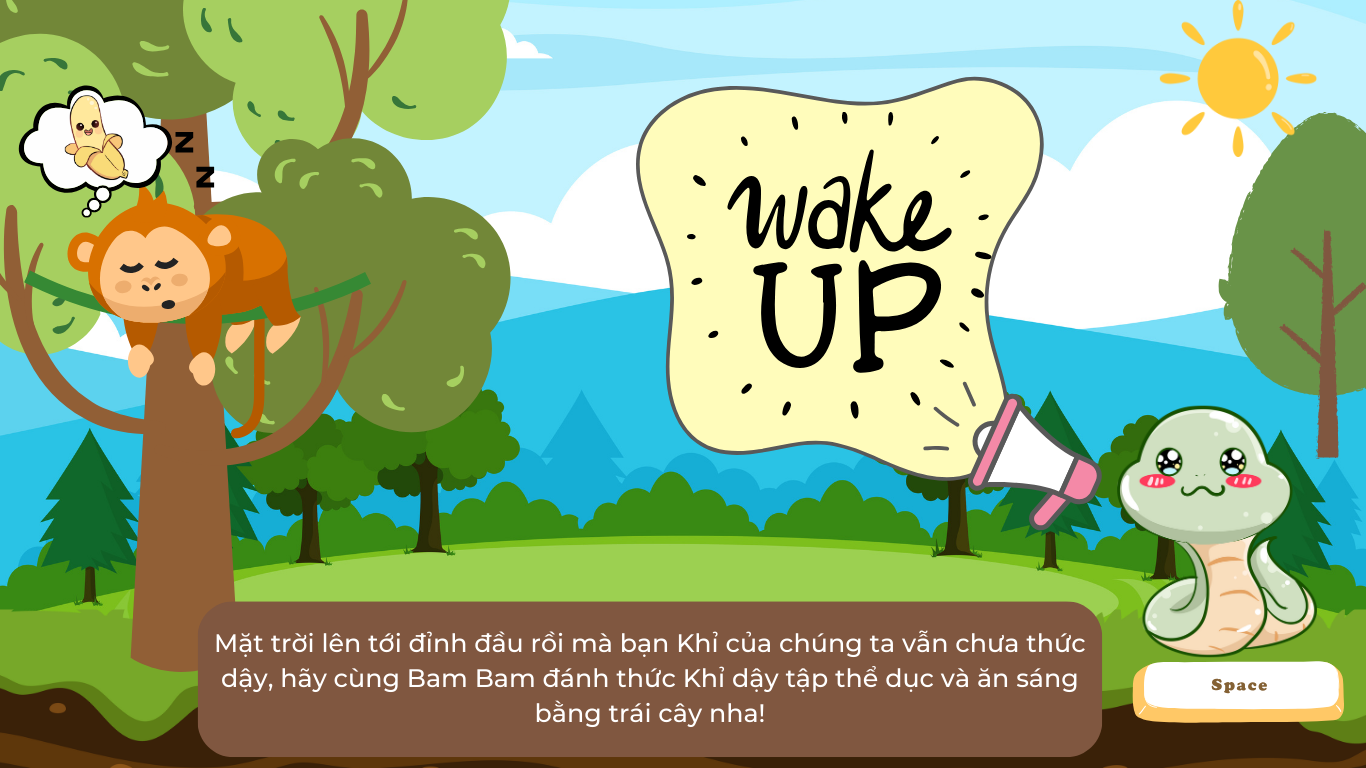 Z
Z
wake
UP
Mặt trời lên tới đỉnh đầu rồi mà bạn Khỉ của chúng ta vẫn chưa thức
dậy, hãy cùng Bam Bam đánh thức Khỉ dậy tập thể dục và ăn sáng
bằng trái cây nha!
Space